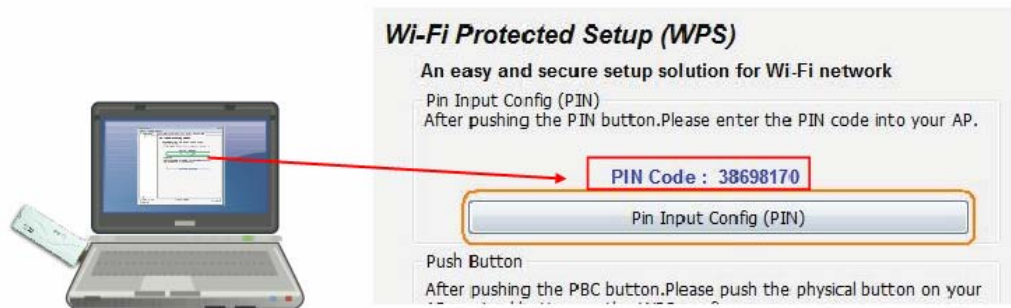 Wi-Fi Protected Setup (WPS)
An easy and secure setup solution for Wi-Fi network
Pin Input Config (PIN)
After pushing the PIN button.Please enter the PIN code into your AP.
PIN Code : 38698170
Pin Input Config (PIN)
Push Button
After pushing the PBC button.Please push the physical button on your